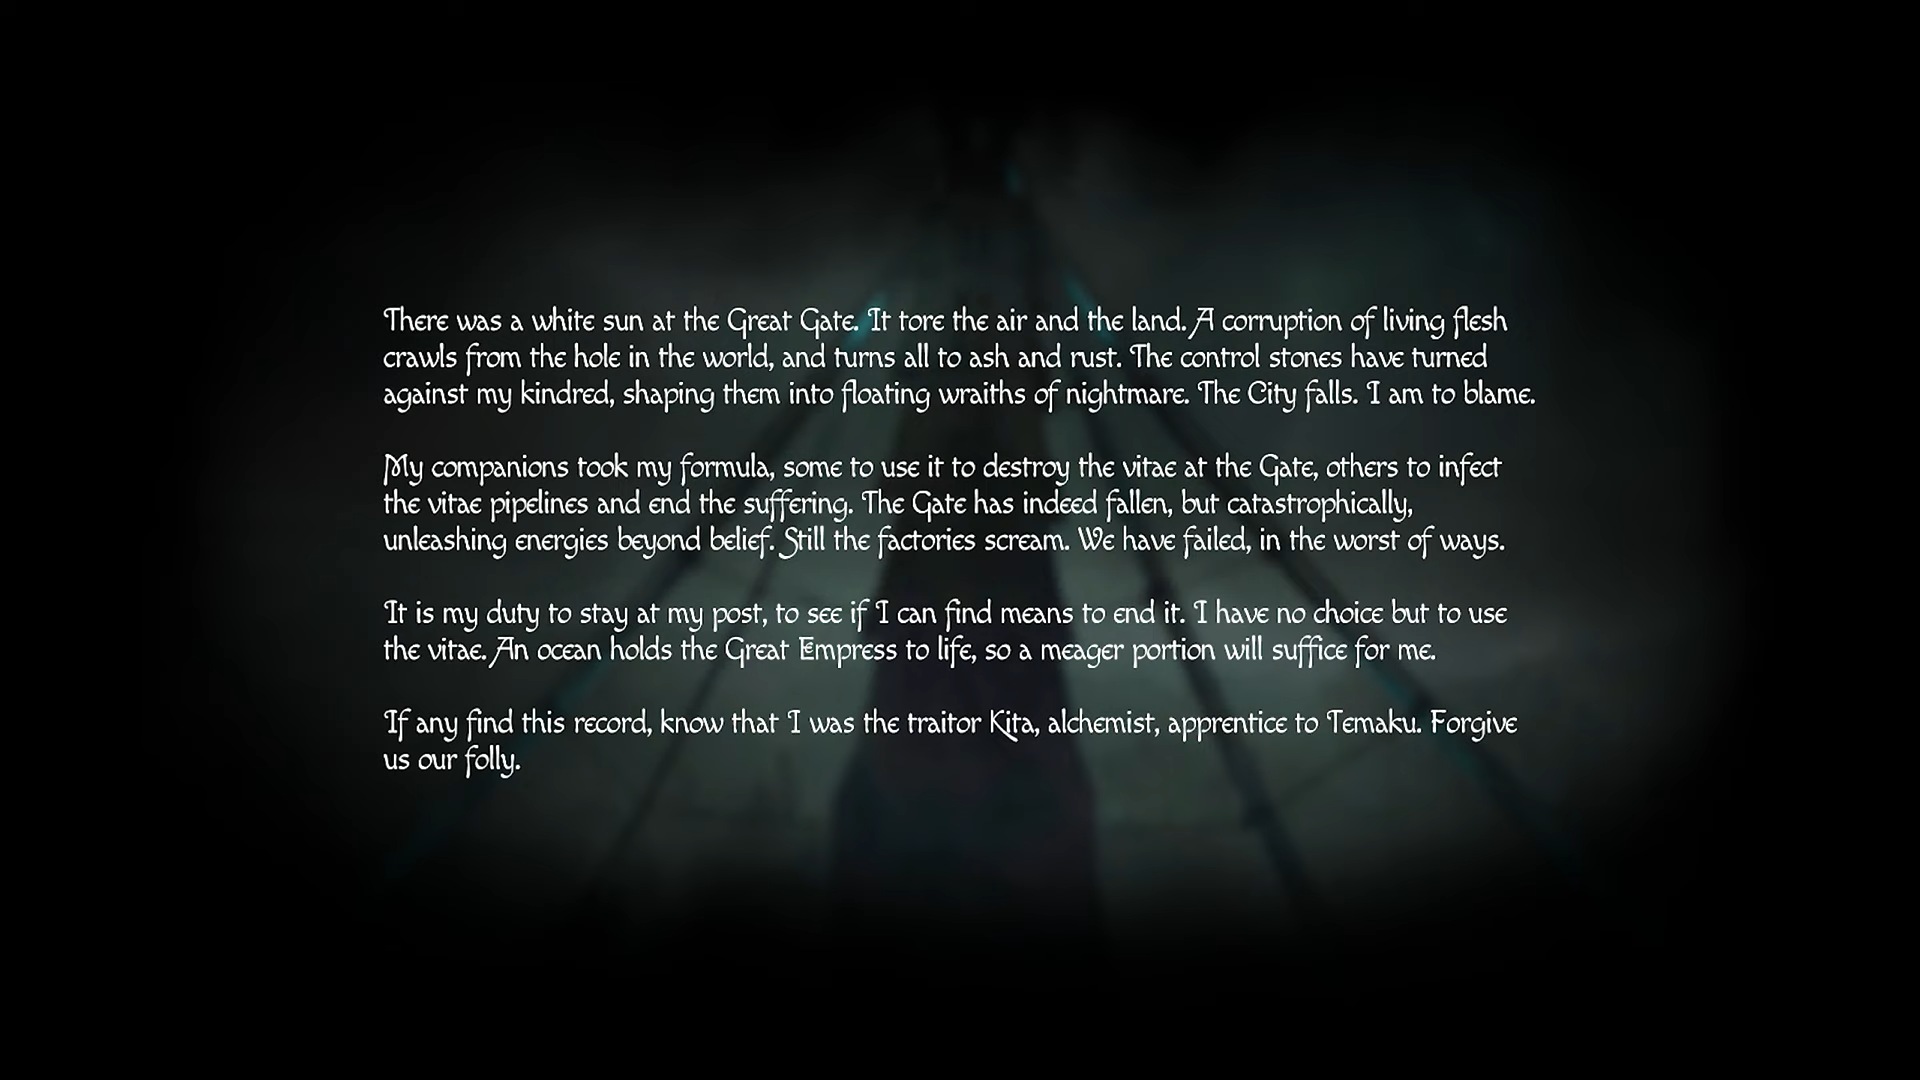 There was a white sun at the Great Gate. It tore the air and the land. A corruption of living flesh
crawls from the hole in the world, and turns all to ash and rust. The control stones have turned
against my kindred, shaping them into floating wraiths of nightmare. The City falls. I am to blame.
My companions took my formula, some to use it to destroy the vitae at the Gate, others to infect
the vitae pipelines and end the suffering. The Gate has indeed fallen, but catastrophically,
unleashing energies beyond belief. Still the factories scream. We have failed, in the worst of ways.
It is my duty to stay at my post, to see if I can find means to end it. I have no choice but to use
the vitae. An ocean holds the Great Empress to life, so a meager portion will suffice for me.
If any find this record, know that I was the traitor Kita, alchemist, apprentice to Temaku. Forgive
us our folly.